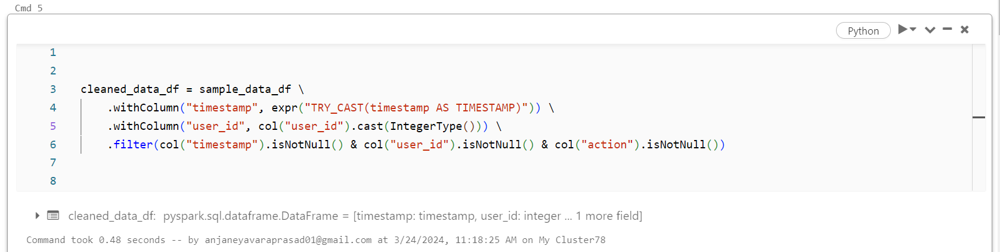 Cmd 5
Python
1
2
3 cleaned_data_df = sample_data_df \
4 .withColumn("timestamp", expr("TRY_CAST(timestamp AS TIMESTAMP)")) \
5 .withColumn("user_id", col("user_id").cast(IntegerType())) \
6 .filter(col("timestamp").isNotNull() & col("user_id").isNotNull() & col("action").isNotNull())
7
8
cleaned_data_df: pyspark.sql.dataframe.DataFrame = [timestamp: timestamp, user_id: integer ... 1 more field]
Command took 0.48 seconds -- by anjaneyavaraprasad01@gmail.com at 3/24/2024, 11:18:25 AM on My Cluster78